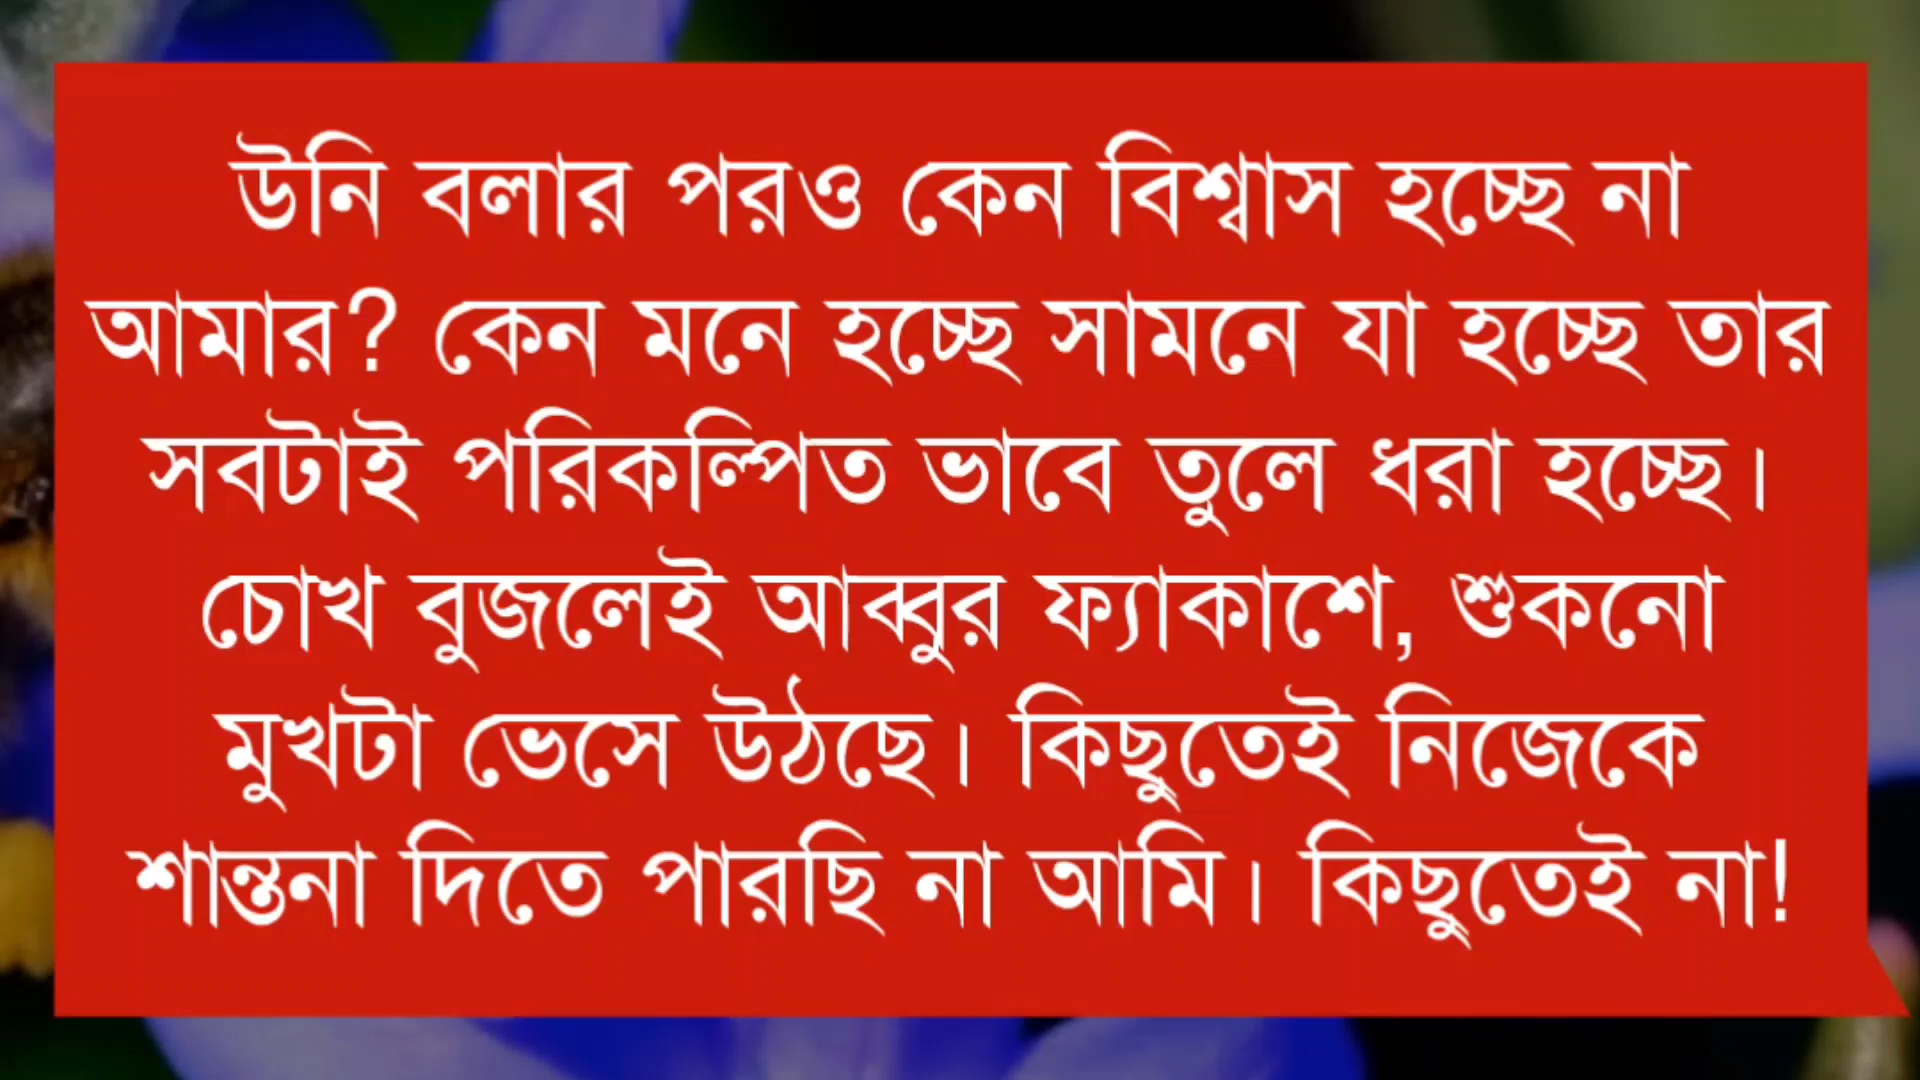 উনি বলার পরও কেন বিশ্বাস হচ্ছে না
আমার? কেন মনে হচ্ছে সামনে যা হচ্ছে তার
সবটাই পরিকল্পিত ভাবে তুলে ধরা হচ্ছে।
চোখ বুজলেই আব্বুর ফ্যাকাশে, শুকনো
মুখটা ভেসে উঠছে। কিছুতেই নিজেকে
শান্তনা দিতে পারছি না আমি। কিছুতেই না!